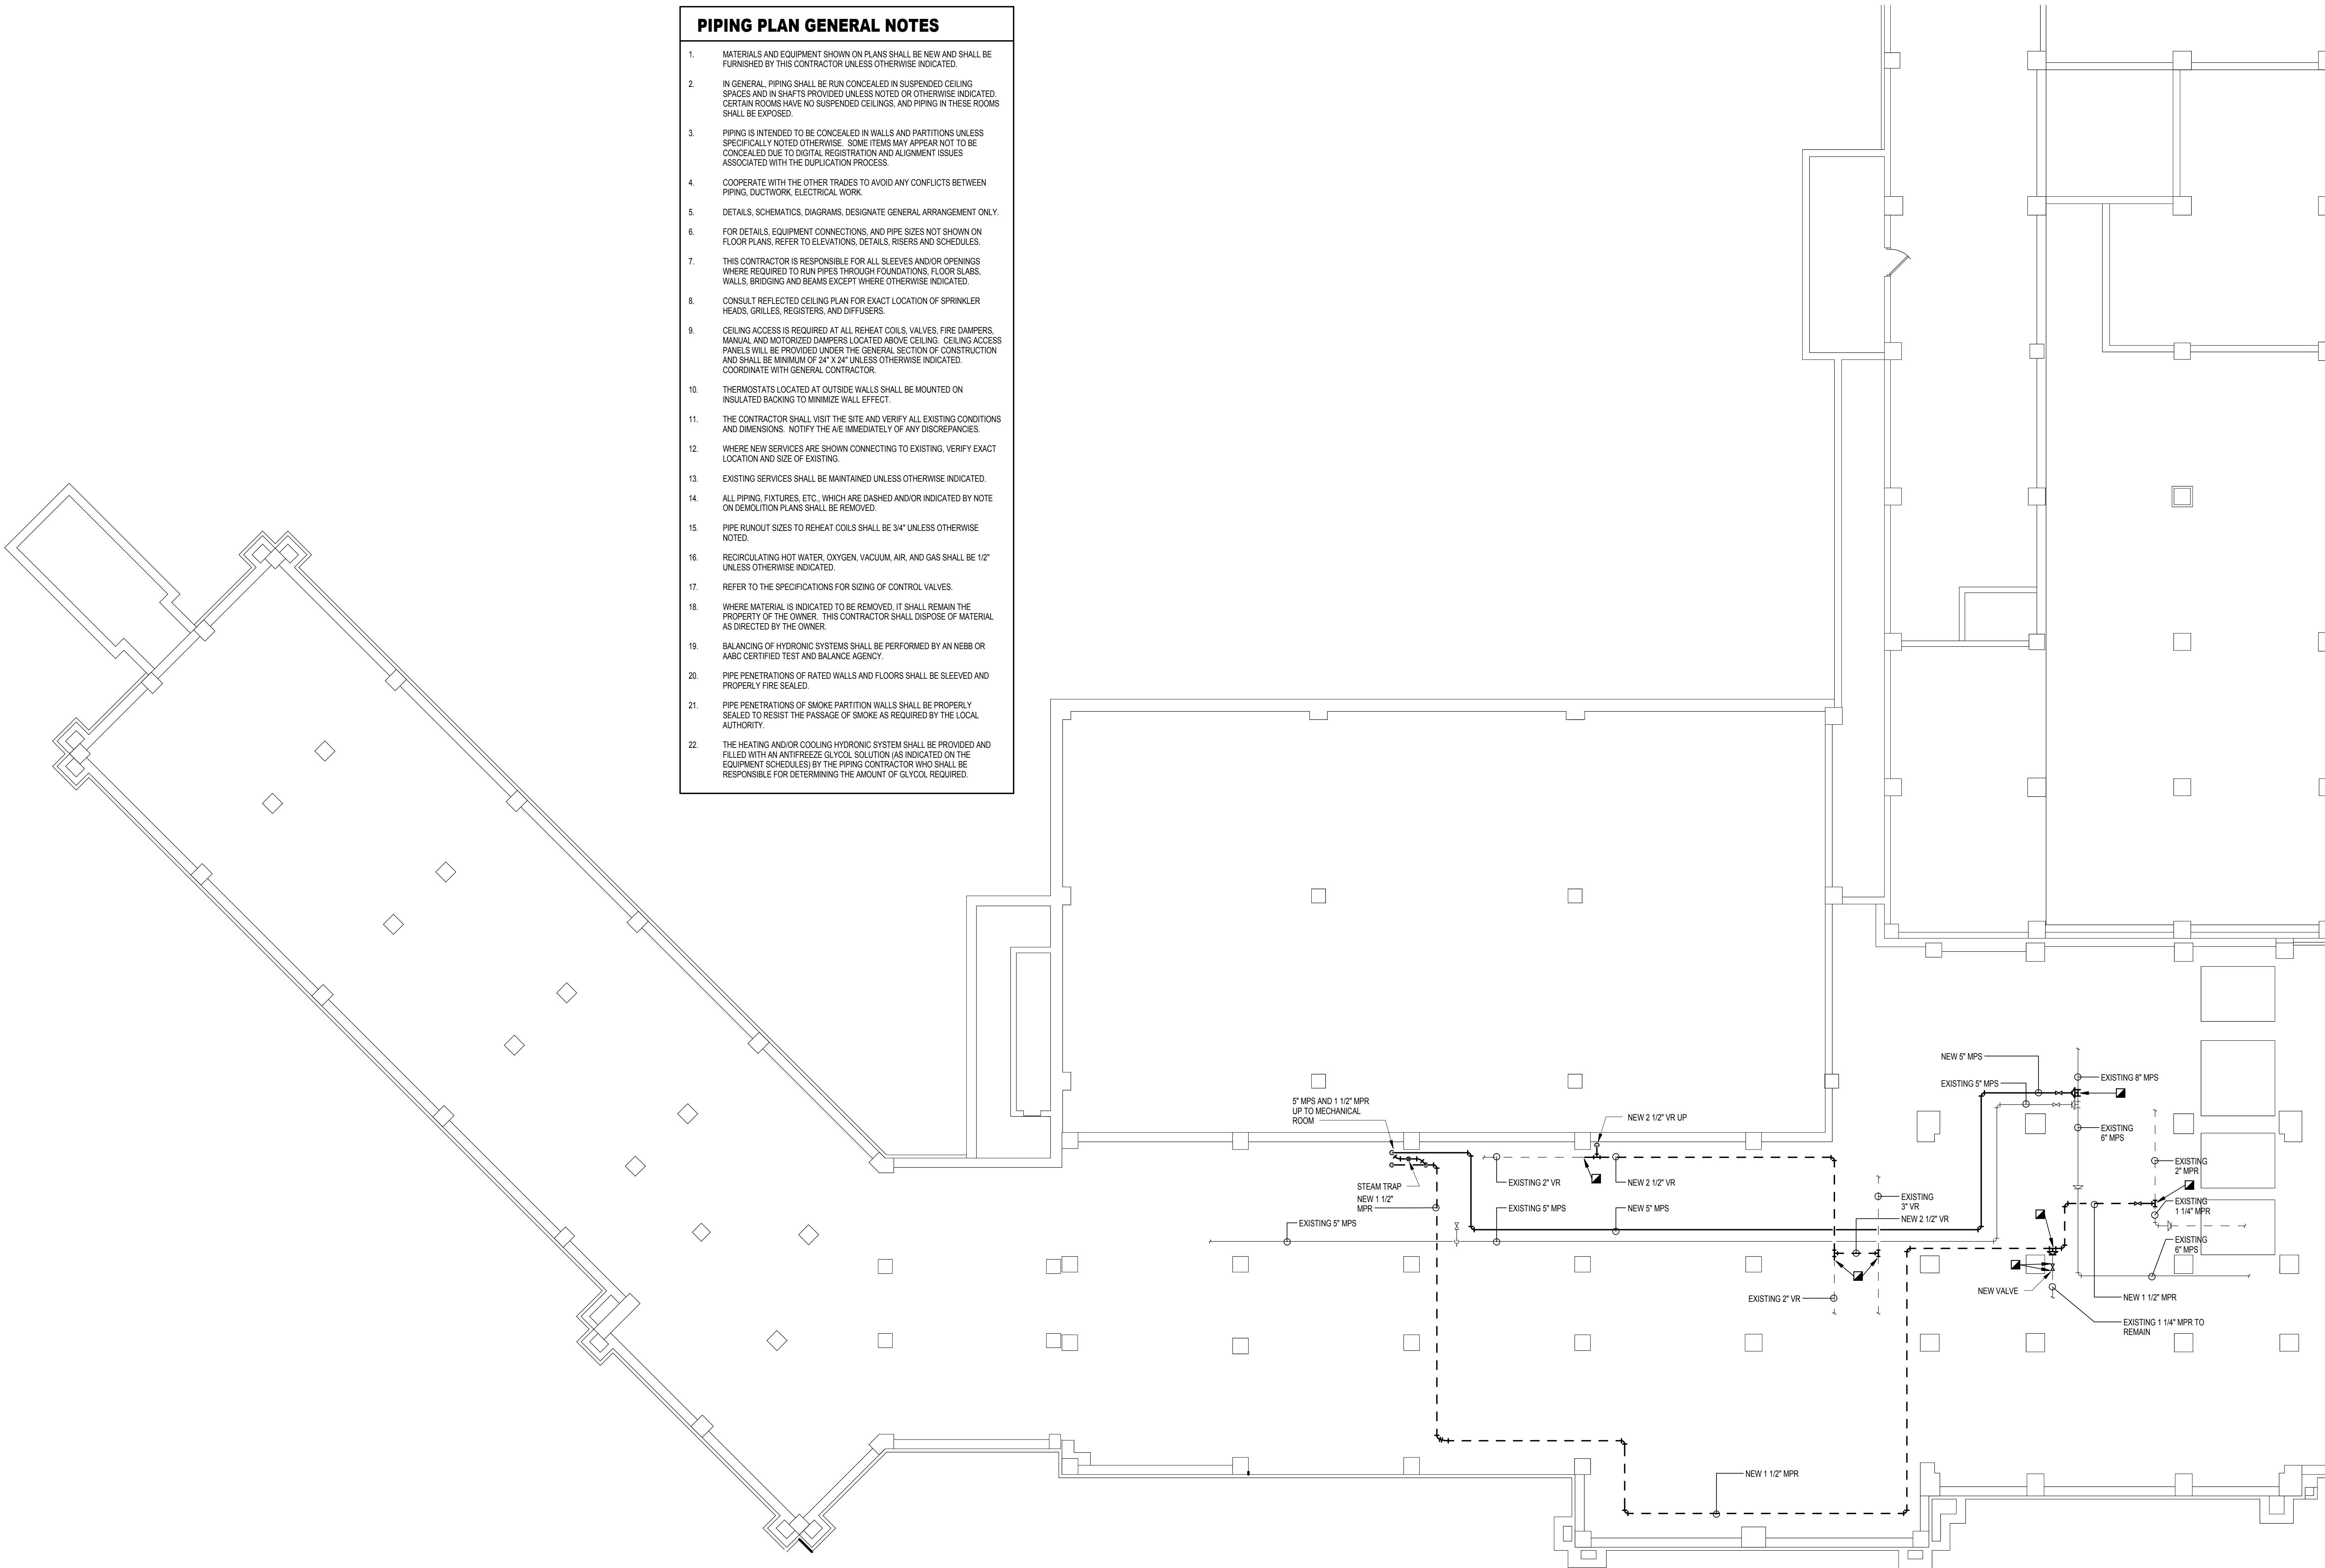 PIPING PLAN GENERAL NOTES
1. MATERIALS AND EQUIPMENT SHOWN ON PLANS SHALL BE NEW AND SHALL BE
FURNISHED BY THIS CONTRACTOR UNLESS OTHERWISE INDICATED.
2. IN GENERAL, PIPING SHALL BE RUN CONCEALED IN SUSPENDED CEILING
SPACES AND IN SHAFTS PROVIDED UNLESS NOTED OR OTHERWISE INDICATED.
CERTAIN ROOMS HAVE NO SUSPENDED CEILINGS, AND PIPING IN THESE ROOMS
SHALL BE EXPOSED.
3. PIPING IS INTENDED TO BE CONCEALED IN WALLS AND PARTITIONS UNLESS
SPECIFICALLY NOTED OTHERWISE. SOME ITEMS MAY APPEAR NOT TO BE
CONCEALED DUE TO DIGITAL REGISTRATION AND ALIGNMENT ISSUES
ASSOCIATED WITH THE DUPLICATION PROCESS.
4. COOPERATE WITH THE OTHER TRADES TO AVOID ANY CONFLICTS BETWEEN
PIPING, DUCTWORK, ELECTRICAL WORK.
5. DETAILS, SCHEMATICS, DIAGRAMS, DESIGNATE GENERAL ARRANGEMENT ONLY.
6. FOR DETAILS, EQUIPMENT CONNECTIONS, AND PIPE SIZES NOT SHOWN ON
FLOOR PLANS, REFER TO ELEVATIONS, DETAILS, RISERS AND SCHEDULES.
7. THIS CONTRACTOR IS RESPONSIBLE FOR ALL SLEEVES AND/OR OPENINGS
WHERE REQUIRED TO RUN PIPES THROUGH FOUNDATIONS, FLOOR SLABS,
WALLS, BRIDGING AND BEAMS EXCEPT WHERE OTHERWISE INDICATED.
8. CONSULT REFLECTED CEILING PLAN FOR EXACT LOCATION OF SPRINKLER
HEADS, GRILLES, REGISTERS, AND DIFFUSERS.
9. CEILING ACCESS IS REQUIRED AT ALL REHEAT COILS, VALVES, FIRE DAMPERS,
MANUAL AND MOTORIZED DAMPERS LOCATED ABOVE CEILING. CEILING ACCESS
PANELS WILL BE PROVIDED UNDER THE GENERAL SECTION OF CONSTRUCTION
AND SHALL BE MINIMUM OF 24" X 24" UNLESS OTHERWISE INDICATED.
COORDINATE WITH GENERAL CONTRACTOR.
10. THERMOSTATS LOCATED AT OUTSIDE WALLS SHALL BE MOUNTED ON
INSULATED BACKING TO MINIMIZE WALL EFFECT.
11. THE CONTRACTOR SHALL VISIT THE SITE AND VERIFY ALL EXISTING CONDITIONS
AND DIMENSIONS. NOTIFY THE A/E IMMEDIATELY OF ANY DISCREPANCIES.
12. WHERE NEW SERVICES ARE SHOWN CONNECTING TO EXISTING, VERIFY EXACT
LOCATION AND SIZE OF EXISTING.
13. EXISTING SERVICES SHALL BE MAINTAINED UNLESS OTHERWISE INDICATED.
14. ALL PIPING, FIXTURES, ETC., WHICH ARE DASHED AND/OR INDICATED BY NOTE
ON DEMOLITION PLANS SHALL BE REMOVED.
15. PIPE RUNOUT SIZES TO REHEAT COILS SHALL BE 3/4" UNLESS OTHERWISE
NOTED.
16. RECIRCULATING HOT WATER, OXYGEN, VACUUM, AIR, AND GAS SHALL BE 1/2"
UNLESS OTHERWISE INDICATED.
17. REFER TO THE SPECIFICATIONS FOR SIZING OF CONTROL VALVES.
18. WHERE MATERIAL IS INDICATED TO BE REMOVED, IT SHALL REMAIN THE
PROPERTY OF THE OWNER. THIS CONTRACTOR SHALL DISPOSE OF MATERIAL
AS DIRECTED BY THE OWNER.
19. BALANCING OF HYDRONIC SYSTEMS SHALL BE PERFORMED BY AN NEBB OR
AABC CERTIFIED TEST AND BALANCE AGENCY.
20. PIPE PENETRATIONS OF RATED WALLS AND FLOORS SHALL BE SLEEVED AND
PROPERLY FIRE SEALED.
21. PIPE PENETRATIONS OF SMOKE PARTITION WALLS SHALL BE PROPERLY
SEALED TO RESIST THE PASSAGE OF SMOKE AS REQUIRED BY THE LOCAL
AUTHORITY.
22. THE HEATING AND/OR COOLING HYDRONIC SYSTEM SHALL BE PROVIDED AND
FILLED WITH AN ANTIFREEZE GLYCOL SOLUTION (AS INDICATED ON THE
EQUIPMENT SCHEDULES) BY THE PIPING CONTRACTOR WHO SHALL BE
RESPONSIBLE FOR DETERMINING THE AMOUNT OF GLYCOL REQUIRED.
5" MPS AND 1 1/2" MPR
UP TO MECHANICAL
ROOM
STEAM TRAP
NEW 1 1/2"
MPR
EXISTING 5" MPS
EXISTING 2" VR
EXISTING 5" MPS
NEW 2 1/2" VR UP
NEW 2 1/2" VR
NEW 5" MPS
NEW 5" MPS
EXISTING 5" MPS
EXISTING 8" MPS
EXISTING
6" MPS
EXISTING
2" MPR
EXISTING
1 1/4" MPR
EXISTING
6" MPS
EXISTING
3" VR
NEW 2 1/2" VR
EXISTING 2" VR
NEW VALVE
NEW 1 1/2" MPR
EXISTING 1 1/4" MPR TO
REMAIN
NEW 1 1/2" MPR